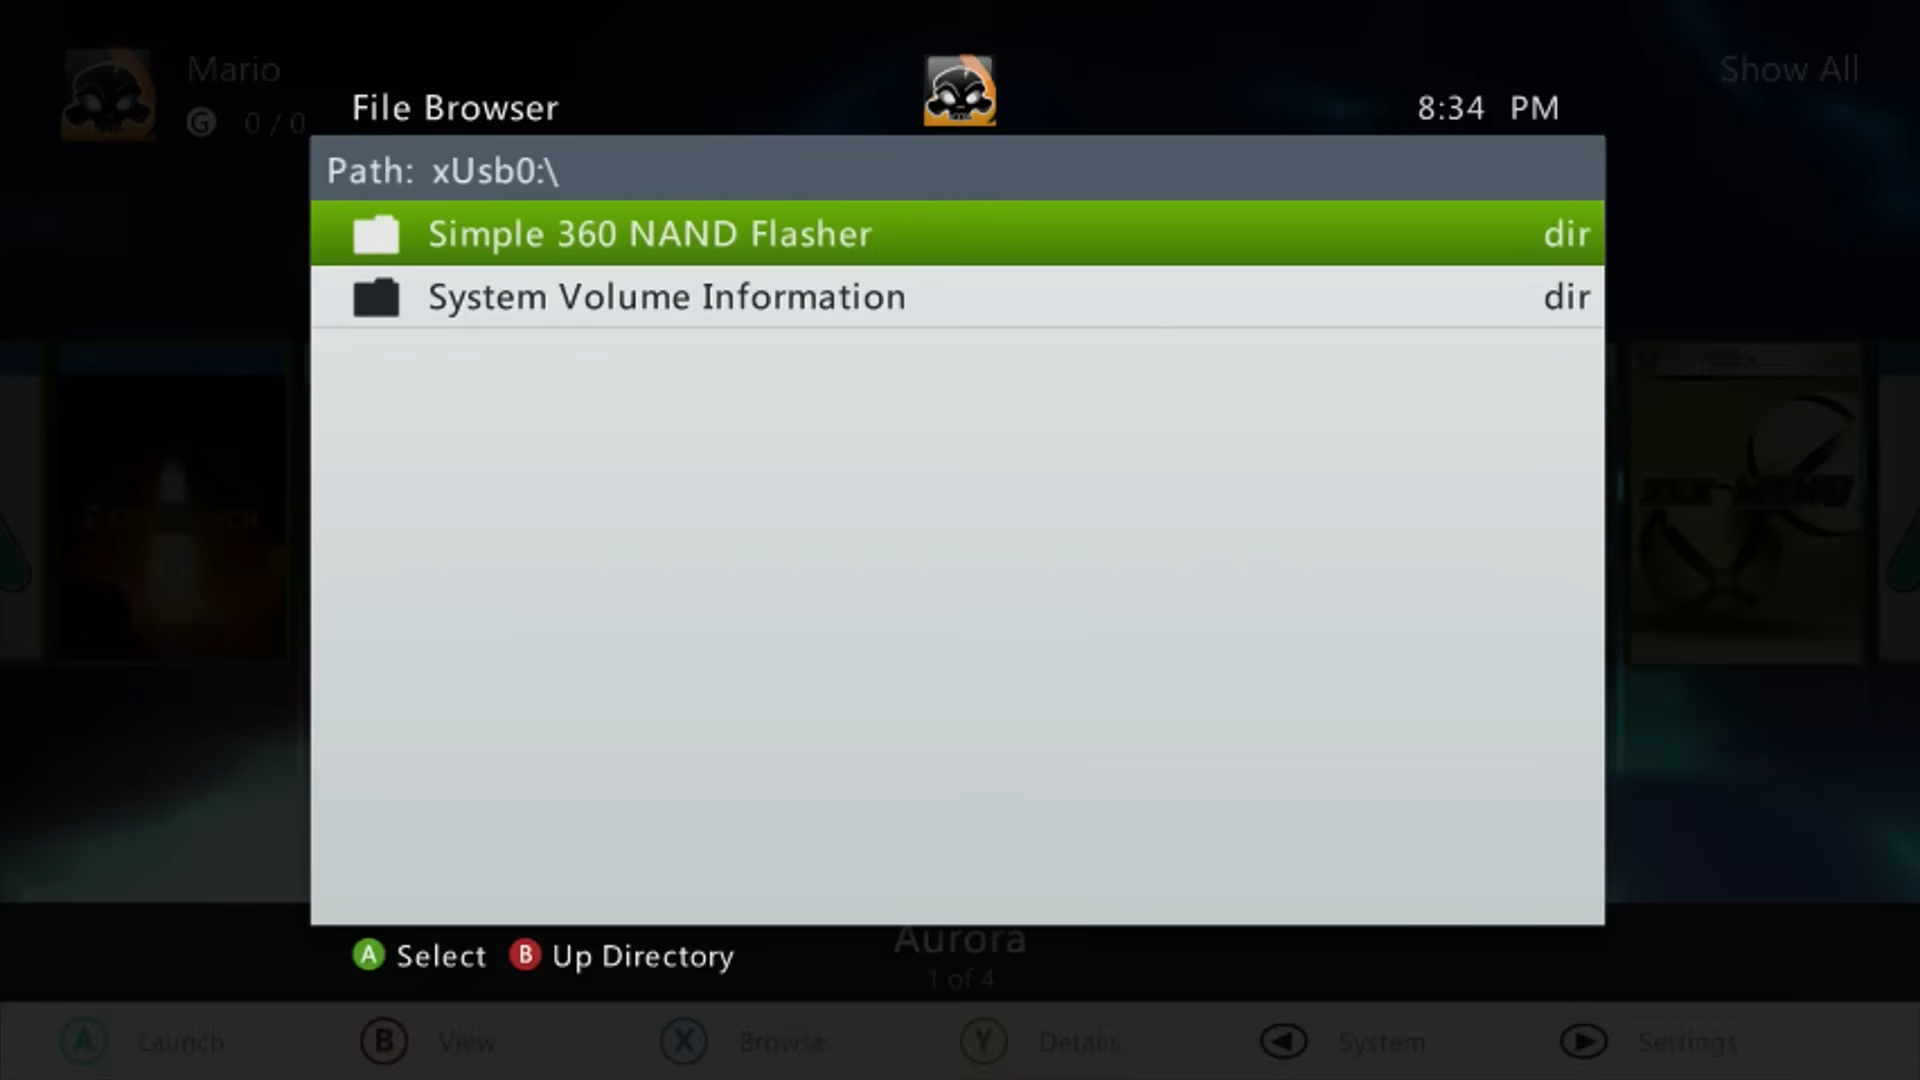 Mario
Show All
G 0 / 0
File Browser
8:34 PM
Path: xUsb0:\
Simple 360 NAND Flasher dir
System Volume Information dir
A Select B Up Directory
Aurora
1 of 4
A Launch B View X Browse Y Details System Settings